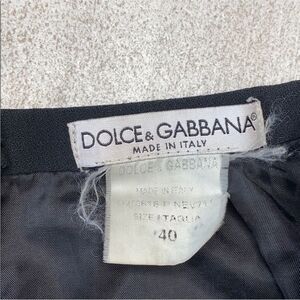 DOLCE & GABBANA®
MADE IN ITALY
DOLCE & GABBANA
MADE IN ITALY
SIZE - TAGLIA
40